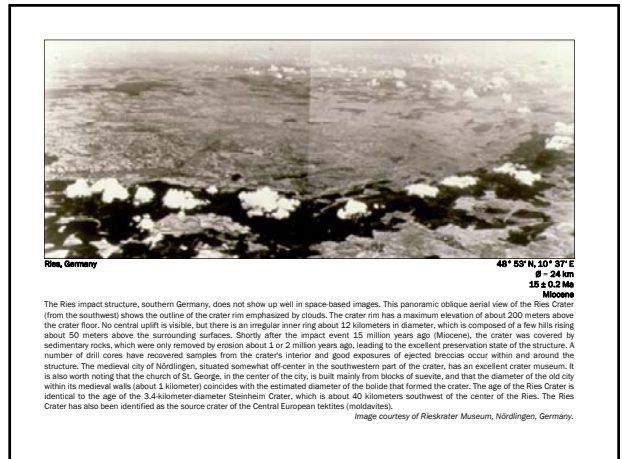 Ries, Germany
48° 53' N, 10° 37' E
Ø ~ 24 km
15 ± 0.2 Ma
Miocene
The Ries impact structure, southern Germany, does not show up well in space-based images. This panoramic oblique aerial view of the Ries Crater
(from the southwest) shows the outline of the crater rim emphasized by clouds. The crater rim has a maximum elevation of about 200 meters above
the crater floor. No central uplift is visible, but there is an irregular inner ring about 12 kilometers in diameter, which is composed of a few hills rising
about 50 meters above the surrounding surfaces. Shortly after the impact event 15 million years ago (Miocene), the crater was covered by
sedimentary rocks, which were only removed by erosion about 1 or 2 million years ago, leading to the excellent preservation state of the structure. A
number of drill cores have recovered samples from the crater's interior and good exposures of ejected breccias occur within and around the
structure. The medieval city of Nördlingen, situated somewhat off-center in the southwestern part of the crater, has an excellent crater museum. It
is also worth noting that the church of St. George, in the center of the city, is built mainly from blocks of suevite, and that the diameter of the old city
within its medieval walls (about 1 kilometer) coincides with the estimated diameter of the bolide that formed the crater. The age of the Ries Crater is
identical to the age of the 3.4-kilometer-diameter Steinheim Crater, which is about 40 kilometers southwest of the center of the Ries. The Ries
Crater has also been identified as the source crater of the Central European tektites (moldavites).
Image courtesy of Rieskrater Museum, Nördlingen, Germany.